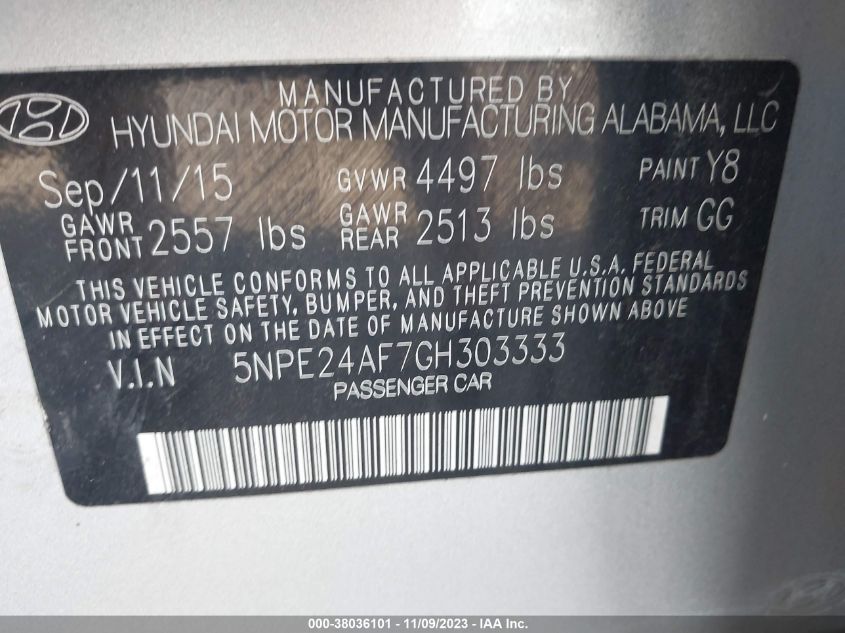 MANUFACTURED BY
HYUNDAI MOTOR MANUFACTURING ALABAMA, LLC
Sep/11/15 GVWR 4497 lbs PAINT Y8
GAWR FRONT 2557 lbs GAWR REAR 2513 lbs TRIM GG
THIS VEHICLE CONFORMS TO ALL APPLICABLE U.S.A. FEDERAL
MOTOR VEHICLE SAFETY, BUMPER, AND THEFT PREVENTION STANDARDS
IN EFFECT ON THE DATE OF MANUFACTURE SHOWN ABOVE
V.I.N 5NPE24AF7GH303333
PASSENGER CAR
000-38036101 - 11/09/2023 - IAA Inc.